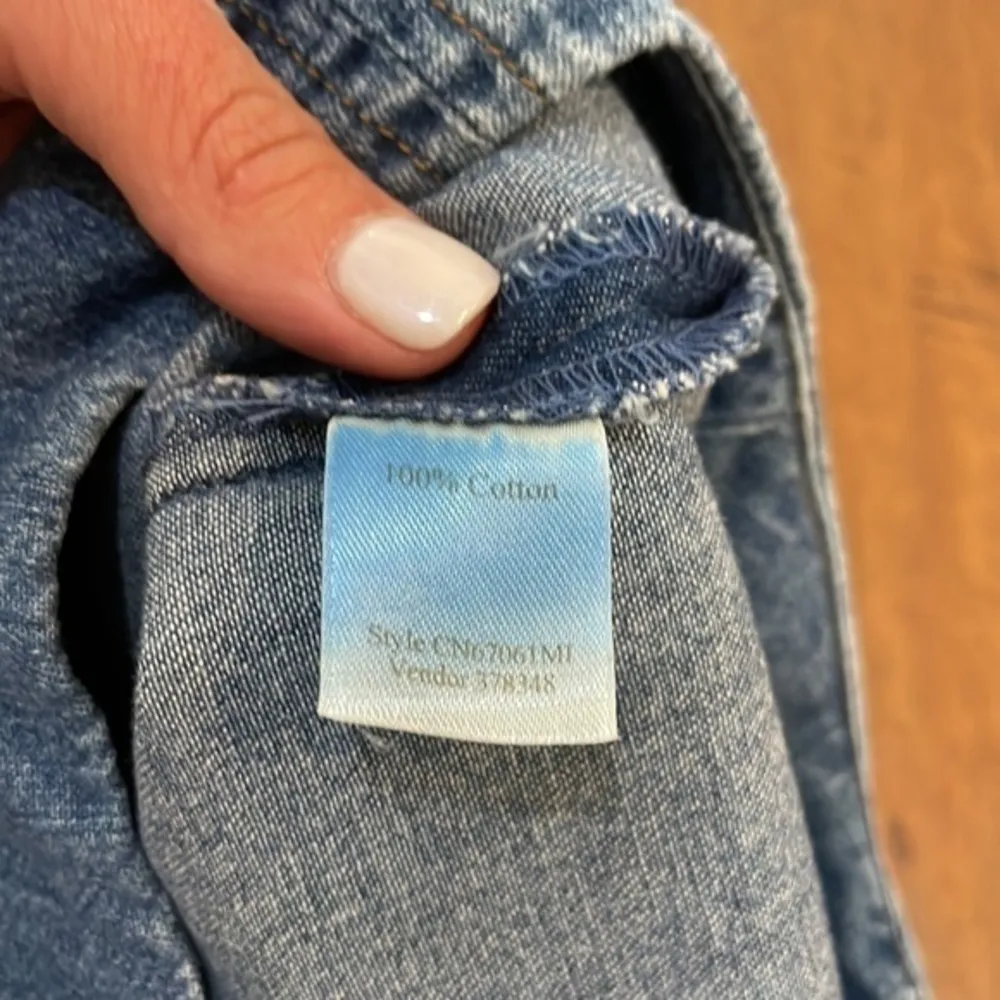 100% Cotton
Style CN67061MI
Vendor 378348